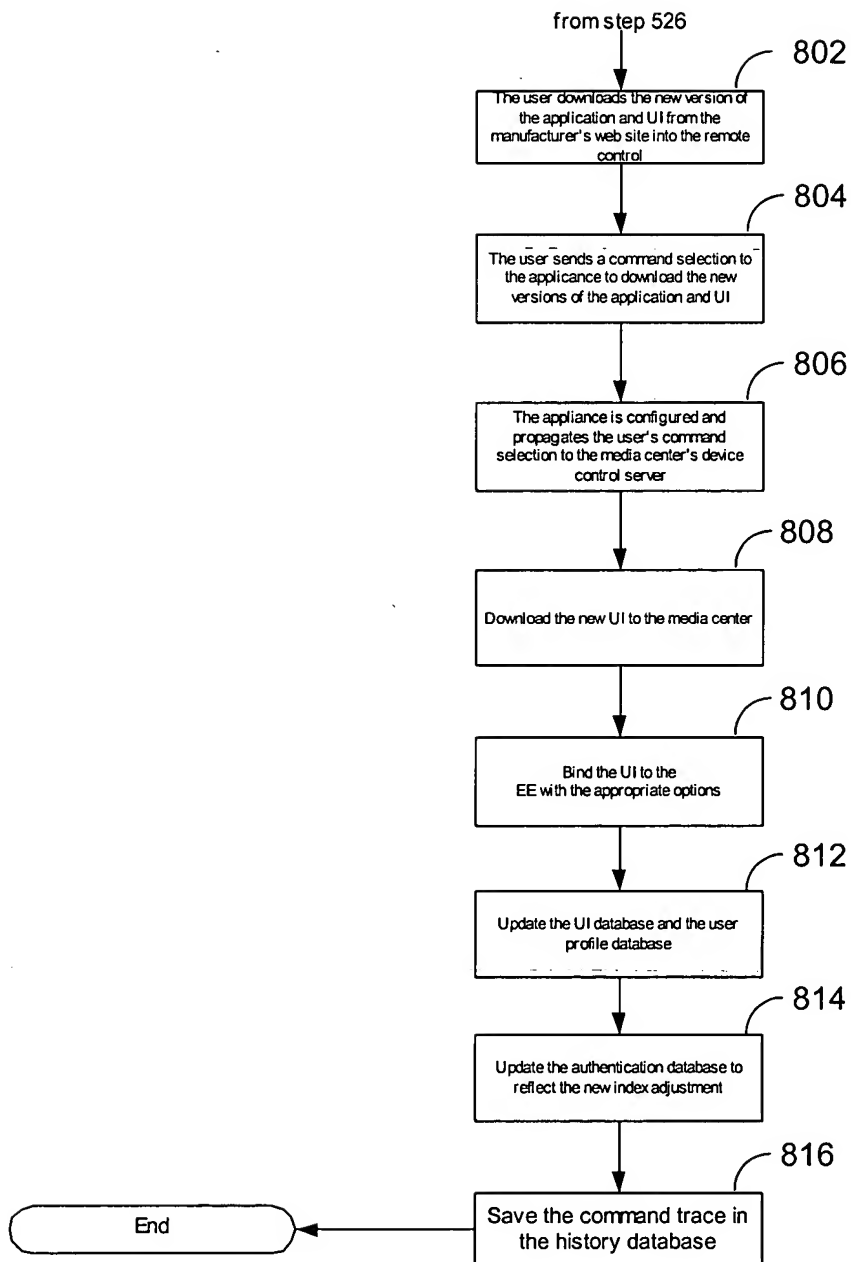 from step 526
802
The user downloads the new version of
the application and UI from the
manufacturer's web site into the remote
control
804
The user sends a command selection to
the applicance to download the new
versions of the application and UI
806
The appliance is configured and
propagates the user's command
selection to the media center's device
control server
808
Download the new UI to the media center
810
Bind the UI to the
EE with the appropriate options
812
Update the UI database and the user
profile database
814
Update the authentication database to
reflect the new index adjustment
816
Save the command trace in
the history database
End